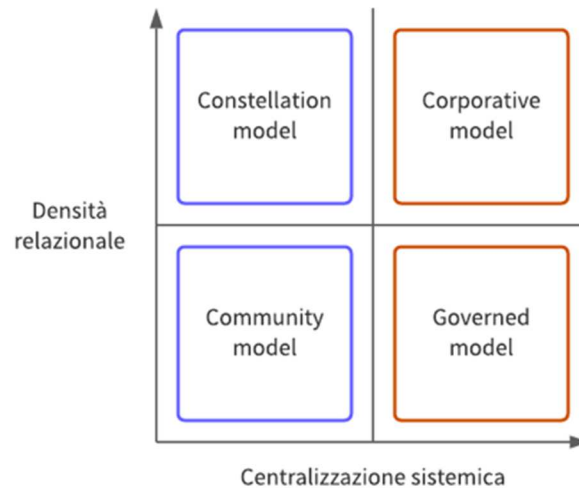 Constellation
model
Corporative
model
Densità
relazionale
Community
model
Governed
model
Centralizzazione sistemica